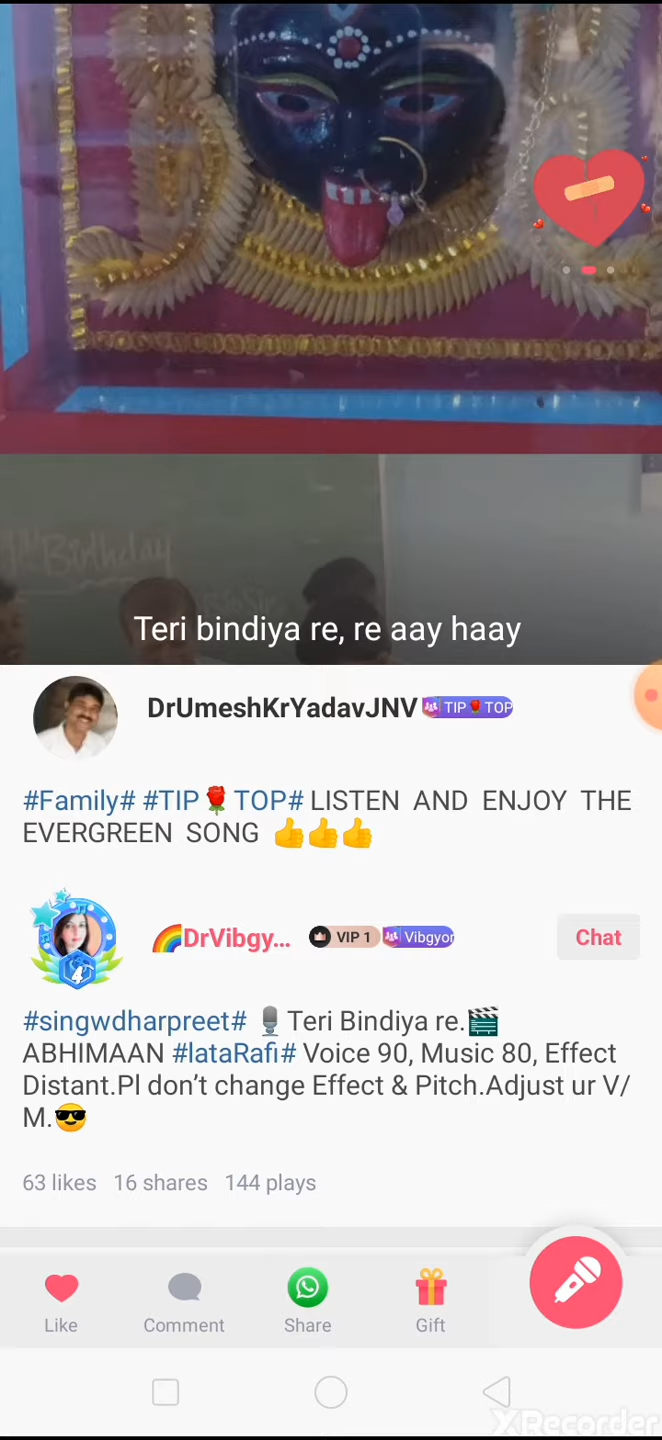 Birthday
Teri bindiya re, re aay haay
DrUmeshKrYadavJNV TIP🌹TOP
#Family# #TIP🌹TOP# LISTEN AND ENJOY THE
EVERGREEN SONG 👍👍👍
🌈DrVibgy... VIP 1 Vibgyor
Chat
#singwdharpreet# 🎙Teri Bindiya re.🎬
ABHIMAAN #lataRafi# Voice 90, Music 80, Effect
Distant.Pl don't change Effect & Pitch.Adjust ur V/
M.😎
63 likes 16 shares 144 plays
Like Comment Share Gift
XRecorder